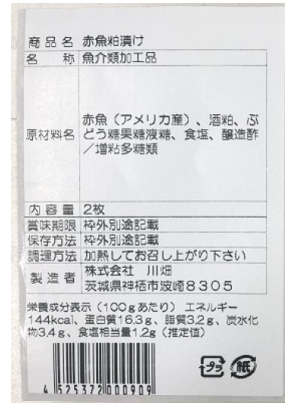 商品名 赤魚粕漬け
名 称 魚介類加工品
原材料名 赤魚（アメリカ産）、酒粕、ぶ
どう糖果糖液糖、食塩、醸造酢
／増粘多糖類
内容量 2枚
賞味期限 枠外別途記載
保存方法 枠外別途記載
調理方法 加熱してお召し上がり下さい
製造者 株式会社 川畑
茨城県神栖市波崎8305
栄養成分表示（100gあたり） エネルギー
144kcal、蛋白質16.3g、脂質3.2g、炭水化
物3.4g、食塩相当量1.2g（推定値）
4525372000909
プラ 紙